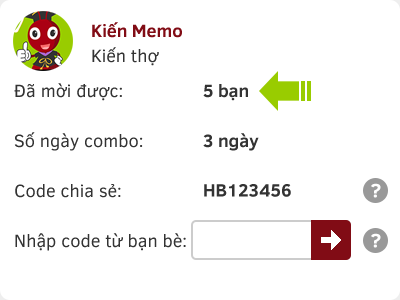 Kiến Memo
Kiến thợ
Đã mời được: 5 bạn
Số ngày combo: 3 ngày
Code chia sẻ: HB123456 ?
Nhập code từ bạn bè: ?